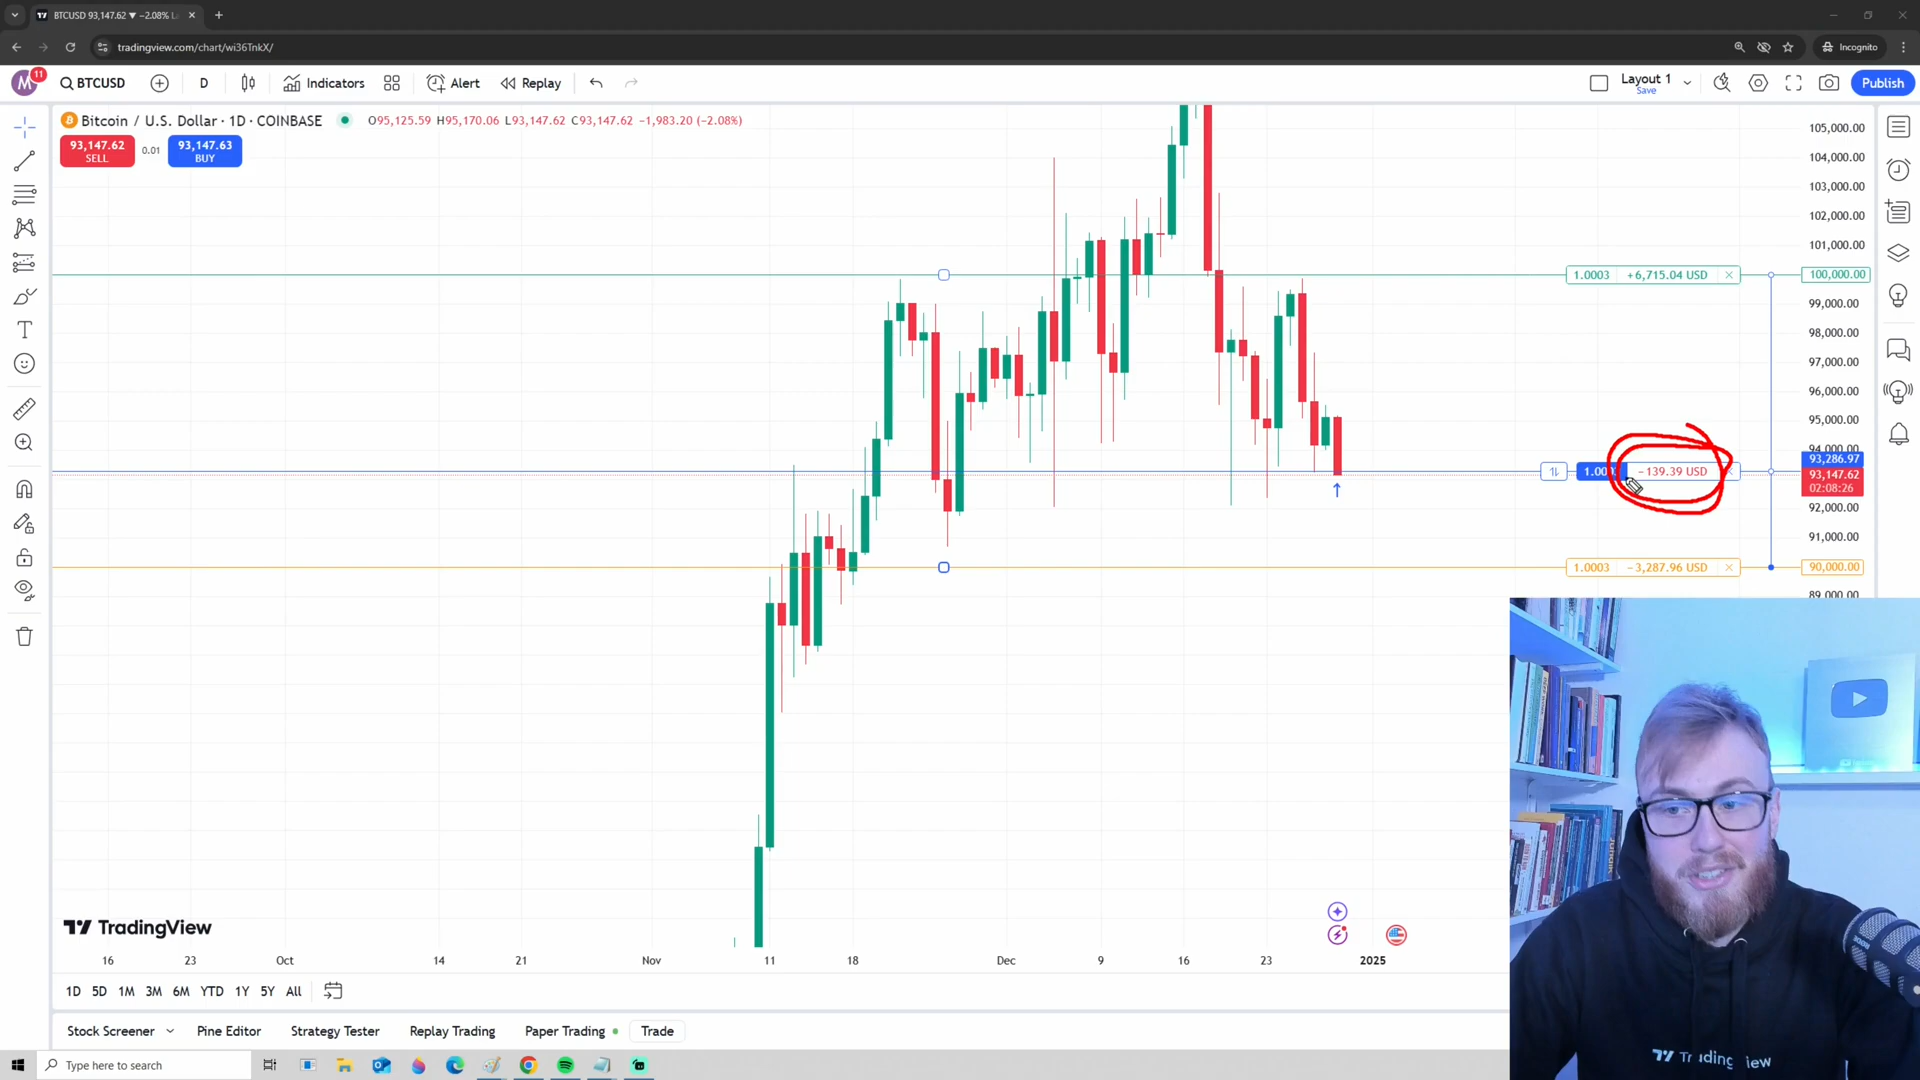 BTCUSD 93,147.62 ▼ −2.08%
tradingview.com/chart/wi36TnkX/
Incognito
M
11
BTCUSD
D
Indicators
Alert
Replay
Layout 1
Save
Publish
Bitcoin / U.S. Dollar · 1D · COINBASE
O95,125.59 H95,170.06 L93,147.62 C93,147.62 −1,983.20 (−2.08%)
93,147.62
SELL
0.01
93,147.63
BUY
105,000.00
104,000.00
103,000.00
102,000.00
101,000.00
1.0003 +6,715.04 USD
100,000.00
99,000.00
98,000.00
97,000.00
96,000.00
95,000.00
94,000.00
−139.39 USD
93,286.97
93,147.62
02:08:26
92,000.00
91,000.00
1.0003 −3,287.96 USD
90,000.00
89,000.00
TradingView
16 23 Oct 14 21 Nov 11 18 Dec 9 16 23 2025
1D 5D 1M 3M 6M YTD 1Y 5Y All
Stock Screener Pine Editor Strategy Tester Replay Trading Paper Trading Trade
Type here to search